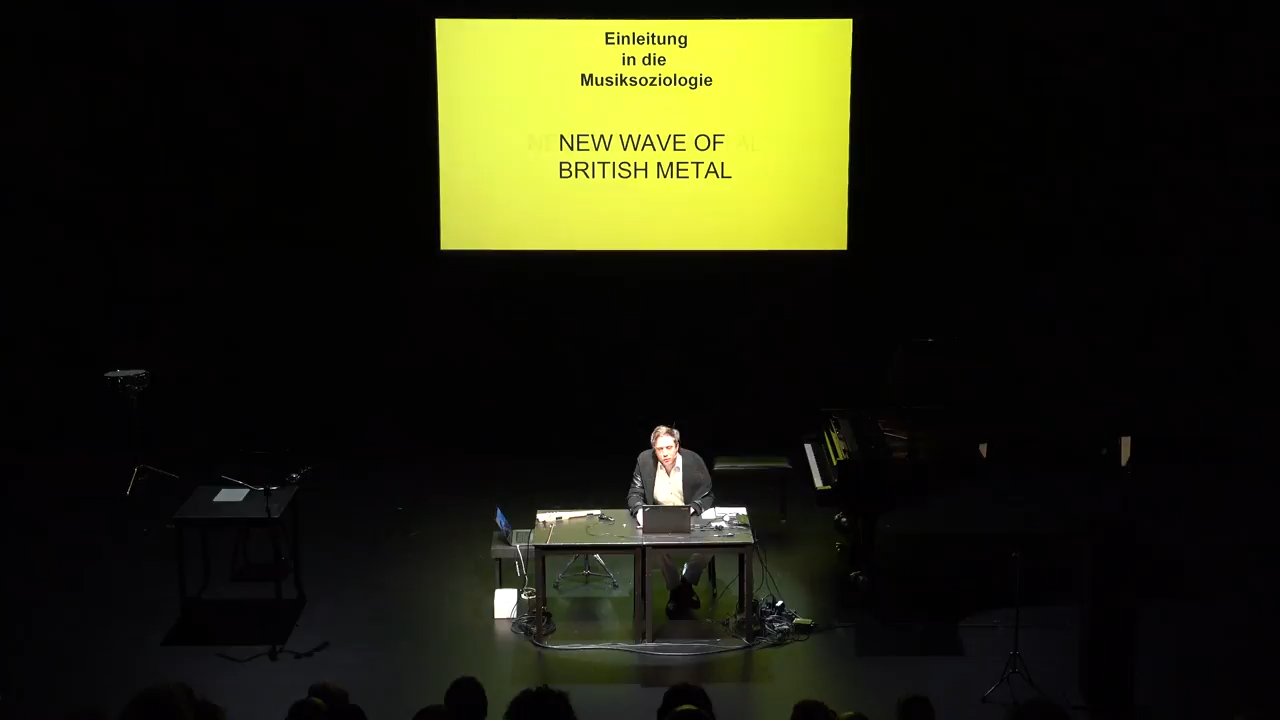 Einleitung
in die
Musiksoziologie
NEW WAVE OF
BRITISH METAL